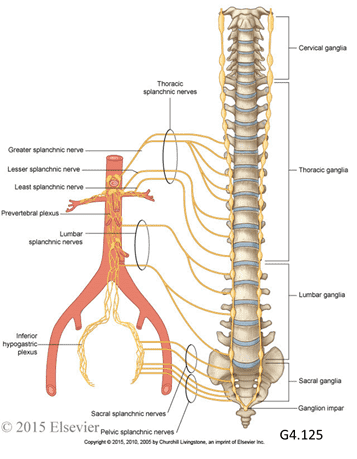 Cervical ganglia
Thoracic
splanchnic nerves
Greater splanchnic nerve
Lesser splanchnic nerve
Thoracic ganglia
Least splanchnic nerve
Prevertebral plexus
Lumbar
splanchnic nerves
Lumbar ganglia
Inferior
hypogastric
plexus
Sacral ganglia
Ganglion impar
Sacral splanchnic nerves
© 2015 Elsevier
Pelvic splanchnic nerves
G4.125
Copyright © 2015, 2010, 2005 by Churchill Livingstone, an imprint of Elsevier Inc.